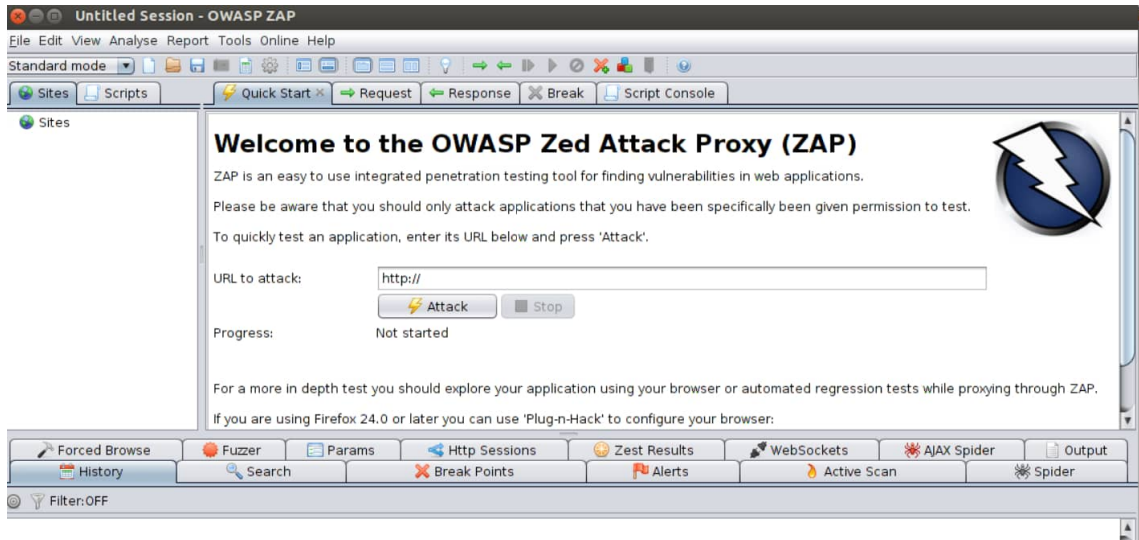 Untitled Session - OWASP ZAP
File Edit View Analyse Report Tools Online Help
Standard mode
Sites Scripts Quick Start Request Response Break Script Console
Sites
Welcome to the OWASP Zed Attack Proxy (ZAP)
ZAP is an easy to use integrated penetration testing tool for finding vulnerabilities in web applications.
Please be aware that you should only attack applications that you have been specifically been given permission to test.
To quickly test an application, enter its URL below and press 'Attack'.
URL to attack: http://
Attack Stop
Progress: Not started
For a more in depth test you should explore your application using your browser or automated regression tests while proxying through ZAP.
If you are using Firefox 24.0 or later you can use 'Plug-n-Hack' to configure your browser:
Forced Browse Fuzzer Params Http Sessions Zest Results WebSockets AJAX Spider Output
History Search Break Points Alerts Active Scan Spider
Filter:OFF